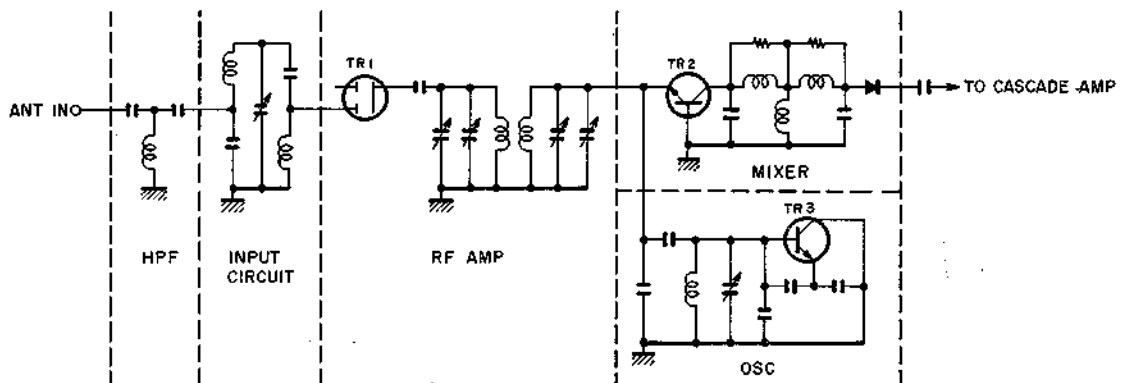 TR1
TR2
ANT IN
TO CASCADE AMP
MIXER
TR3
HPF
INPUT
CIRCUIT
RF AMP
OSC